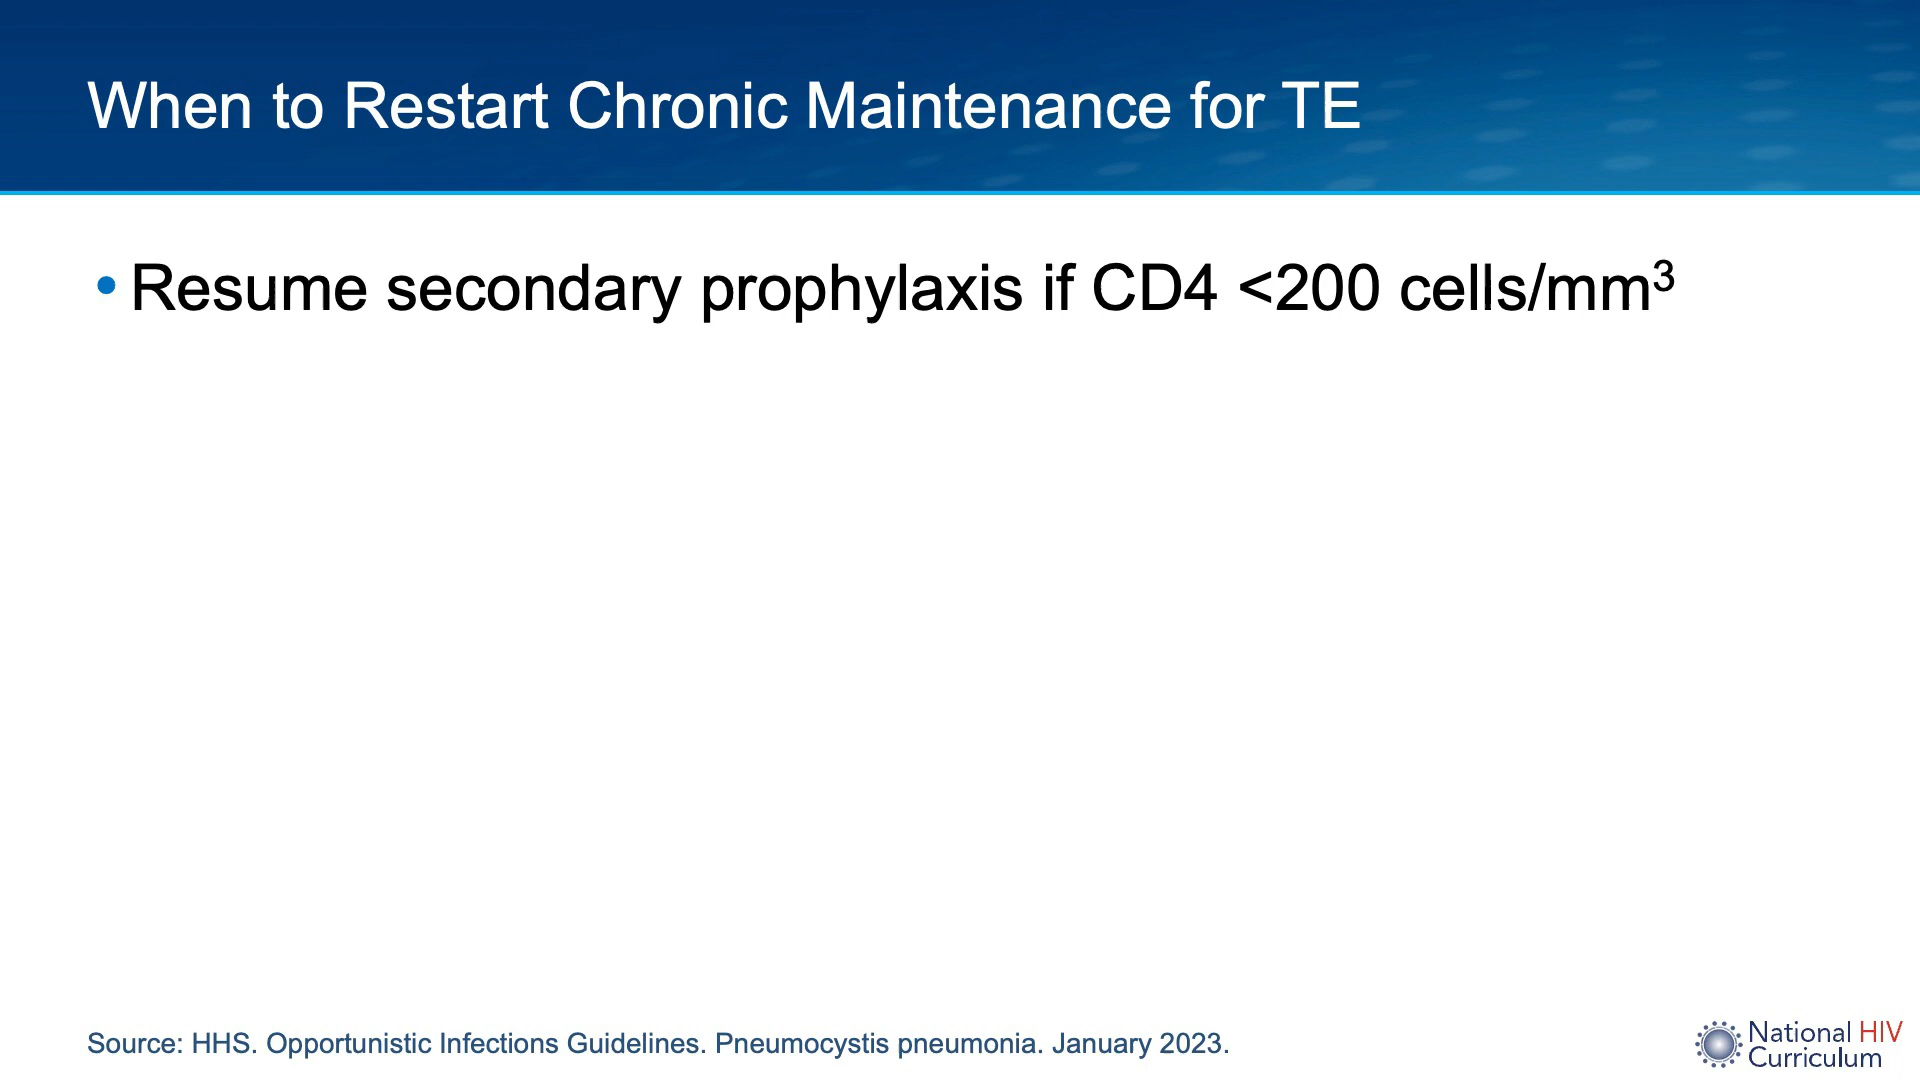 When to Restart Chronic Maintenance for TE
• Resume secondary prophylaxis if CD4 <200 cells/mm³
Source: HHS. Opportunistic Infections Guidelines. Pneumocystis pneumonia. January 2023.
National HIV
Curriculum